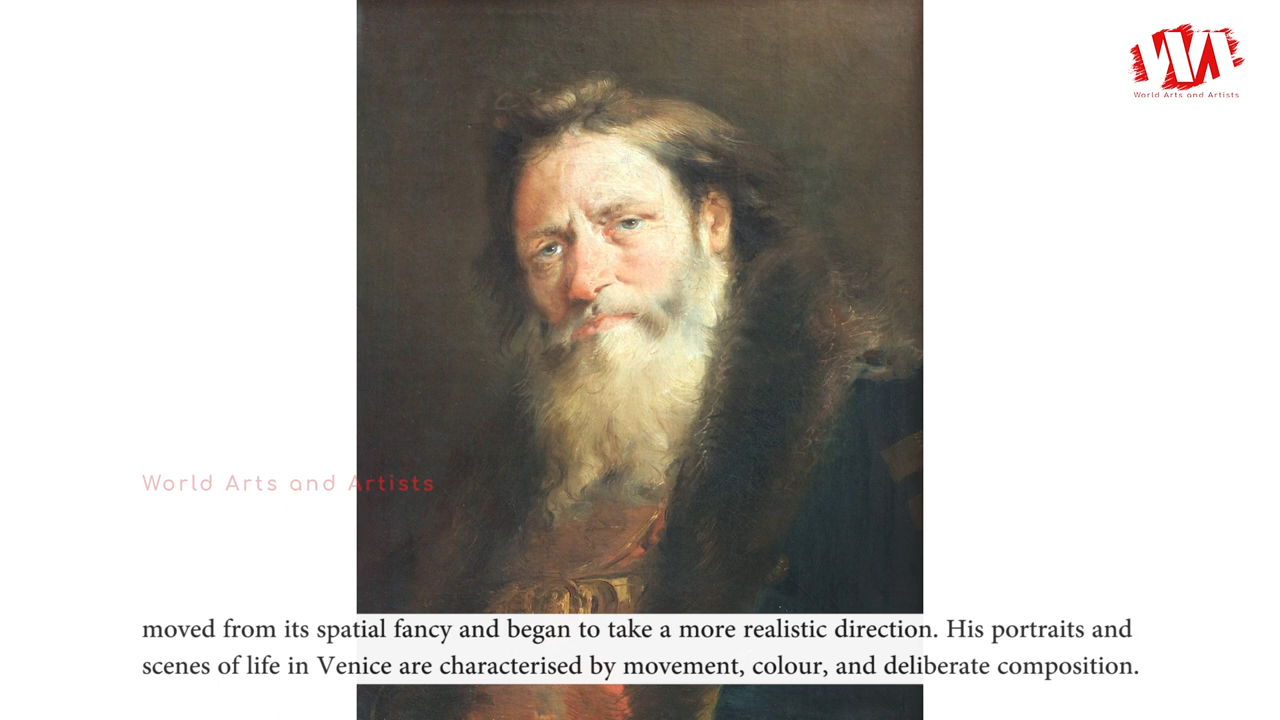 World Arts and Artists
World Arts and Artists
moved from its spatial fancy and began to take a more realistic direction. His portraits and
scenes of life in Venice are characterised by movement, colour, and deliberate composition.